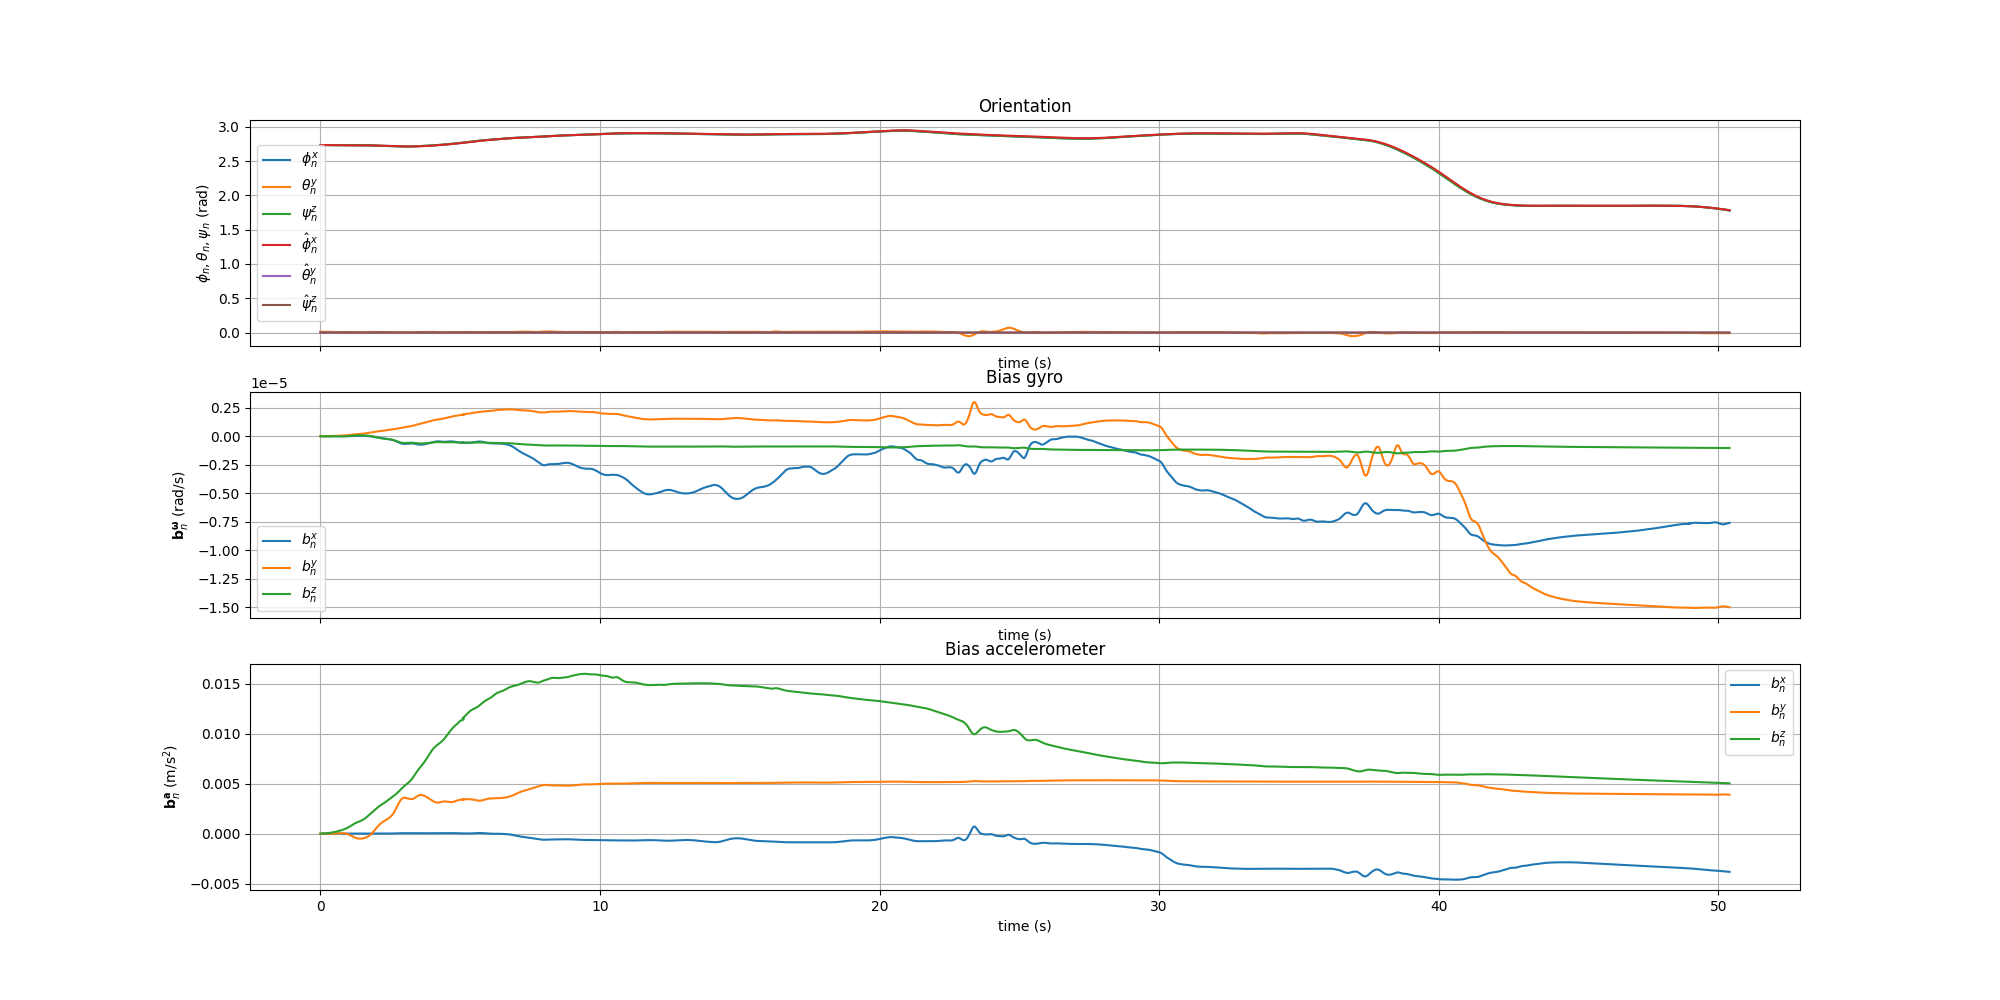 Orientation
ϕₙ, θₙ, ψₙ (rad)
3.0
2.5
2.0
1.5
1.0
0.5
0.0
ϕₙˣ
θₙʸ
ψₙᶻ
ϕ̂ₙˣ
θ̂ₙʸ
ψ̂ₙᶻ
time (s)
Bias gyro
1e−5
bₙ^ω (rad/s)
0.25
0.00
−0.25
−0.50
−0.75
−1.00
−1.25
−1.50
bₙˣ
bₙʸ
bₙᶻ
time (s)
Bias accelerometer
bₙᵃ (m/s²)
0.015
0.010
0.005
0.000
−0.005
bₙˣ
bₙʸ
bₙᶻ
0 10 20 30 40 50
time (s)